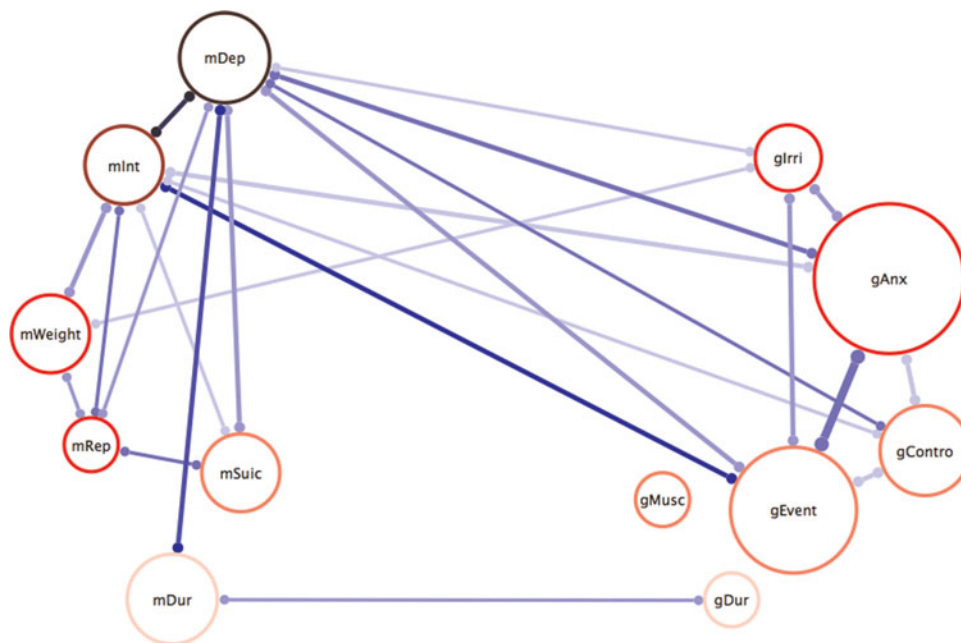 mDep
mInt
gIrri
gAnx
mWeight
mRep
mSuic
gContro
gMusc
gEvent
mDur
gDur